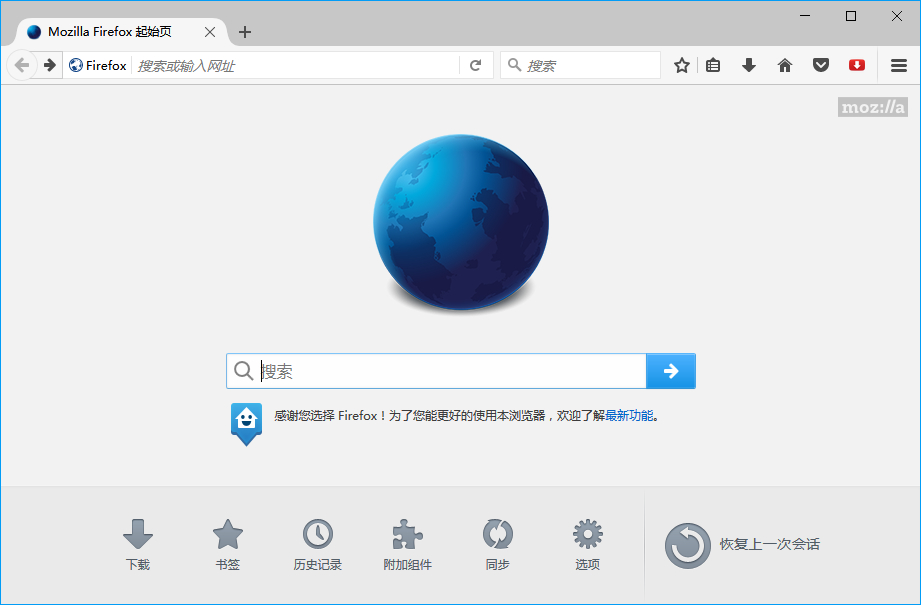 Mozilla Firefox 起始页
Firefox 搜索或输入网址 搜索
moz://a
搜索
感谢您选择 Firefox！为了您能更好的使用本浏览器，欢迎了解最新功能。
下载 书签 历史记录 附加组件 同步 选项 恢复上一次会话